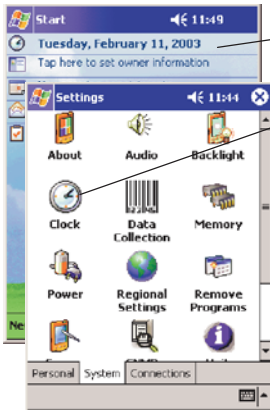 Start 11:49
Tuesday, February 11, 2003
Tap here to set owner information
Settings 11:44
About Audio Backlight
Clock Data Collection Memory
Power Regional Settings Remove Programs
Ne
Personal System Connections